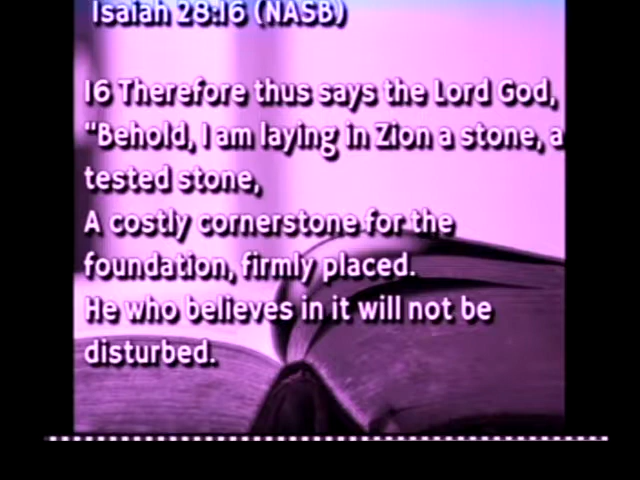 Isaiah 28:16 (NASB)
16 Therefore thus says the Lord God,
"Behold, I am laying in Zion a stone, a
tested stone,
A costly cornerstone for the
foundation, firmly placed.
He who believes in it will not be
disturbed.